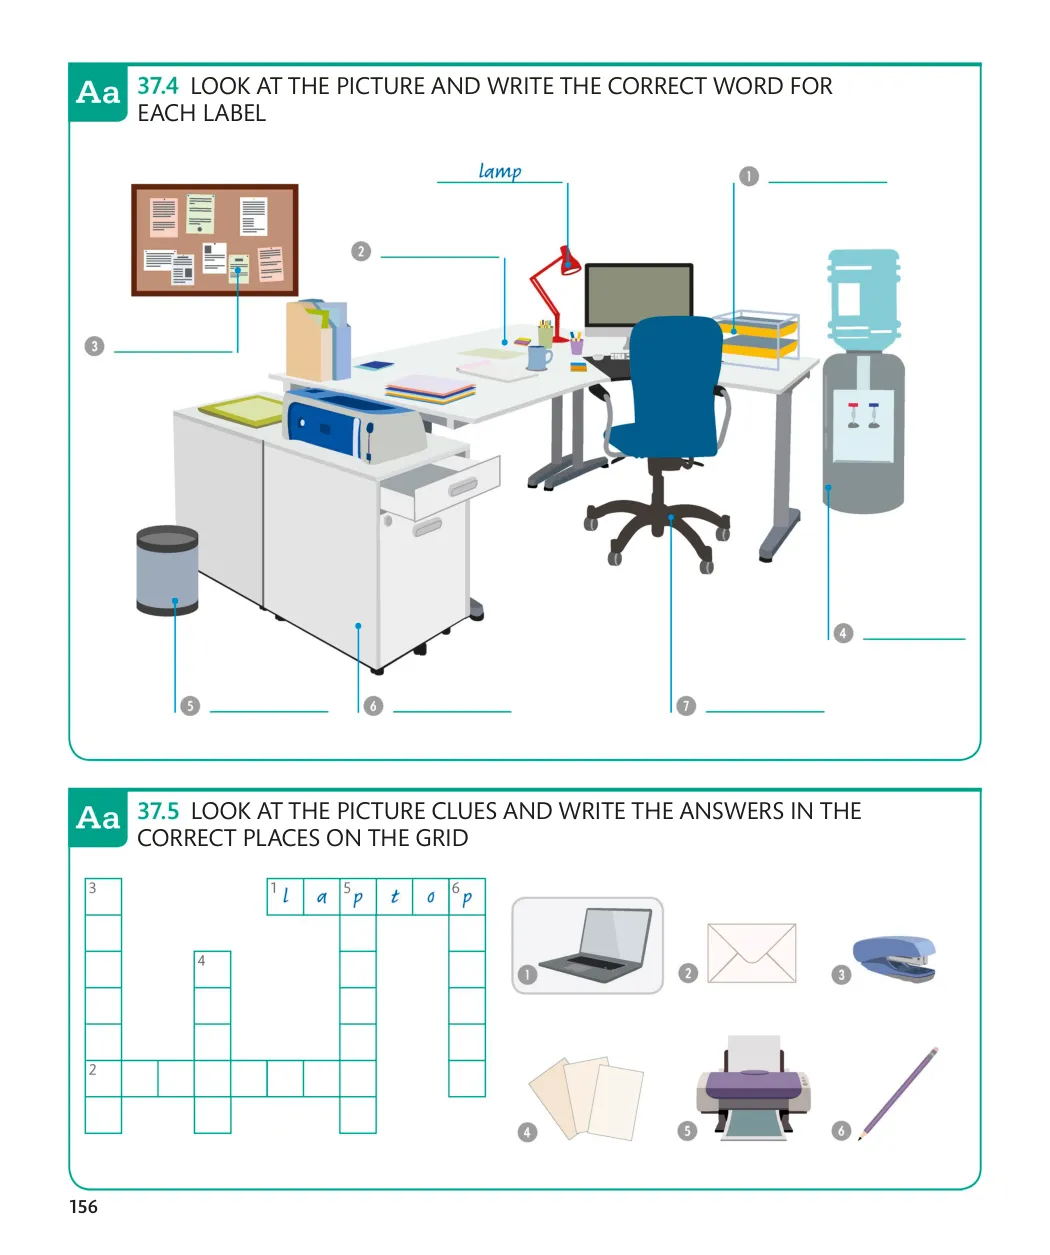 Aa
37.4 LOOK AT THE PICTURE AND WRITE THE CORRECT WORD FOR
EACH LABEL
lamp
1
2
3
4
5
6
7
Aa
37.5 LOOK AT THE PICTURE CLUES AND WRITE THE ANSWERS IN THE
CORRECT PLACES ON THE GRID
3
1 l a 5 p t o 6 p
4
2
1
2
3
4
5
6
156